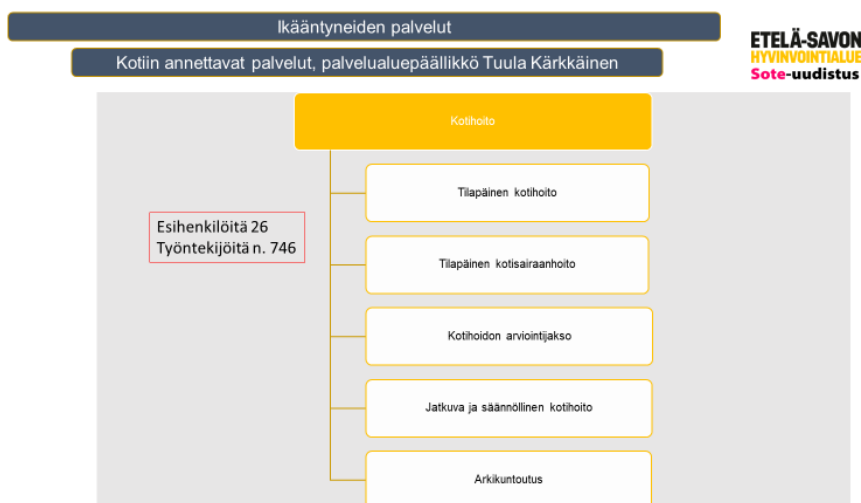 Ikääntyneiden palvelut
Kotiin annettavat palvelut, palvelualuepäällikkö Tuula Kärkkäinen
ETELÄ-SAVON
HYVINVOINTIALUE
Sote-uudistus
Kotihoito
Tilapäinen kotihoito
Esihenkilöitä 26
Työntekijöitä n. 746
Tilapäinen kotisairaanhoito
Kotihoidon arviointijakso
Jatkuva ja säännöllinen kotihoito
Arkikuntoutus